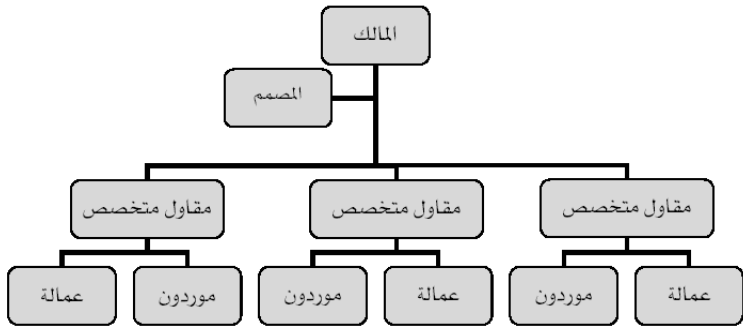 المالك
المصمم
مقاول متخصص
مقاول متخصص
مقاول متخصص
عمالة
موردون
عمالة
موردون
موردون
عمالة